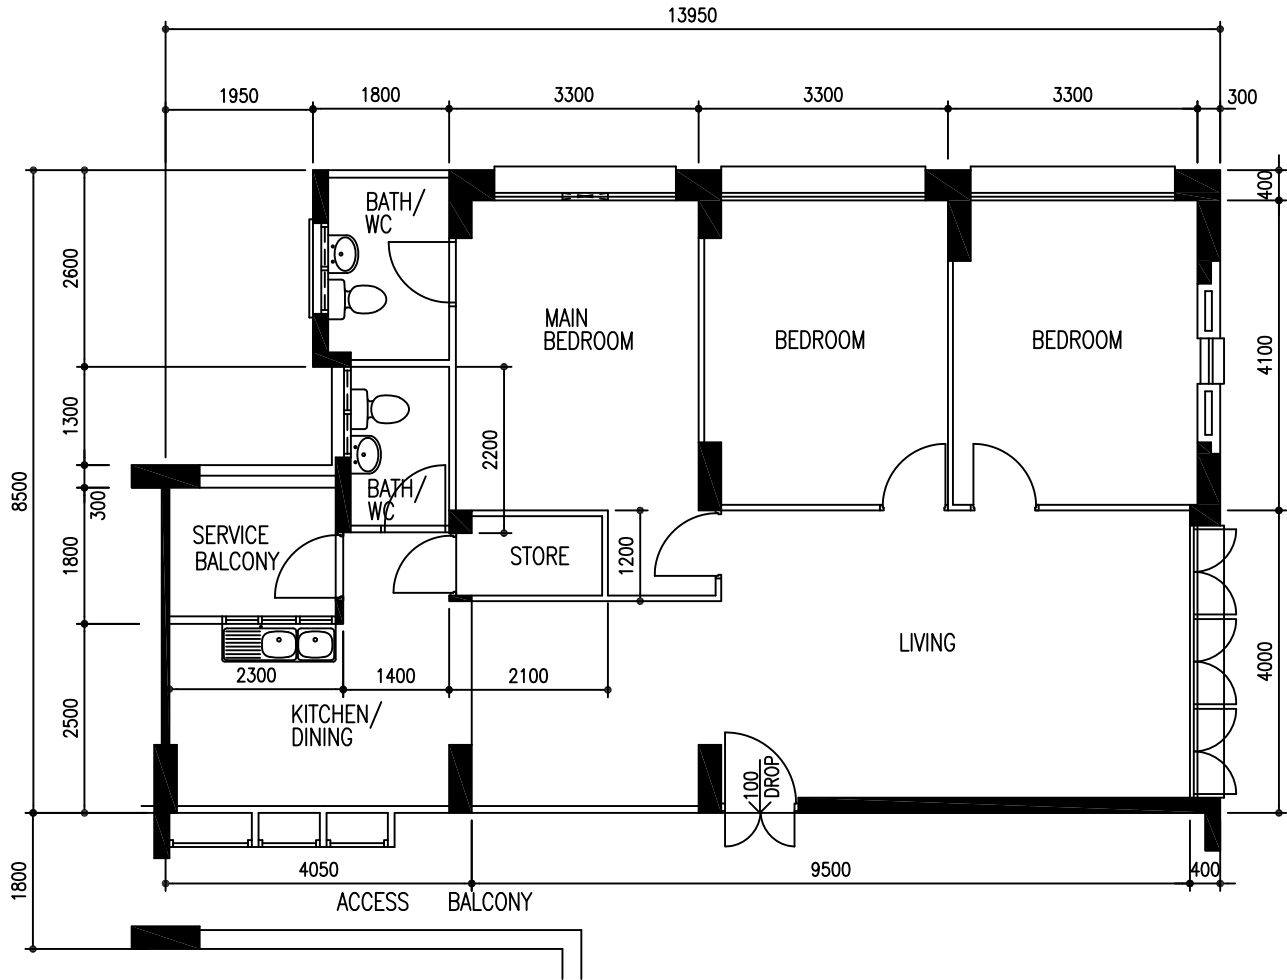 13950
1950
1800
3300
3300
3300
300
BATH/
WC
400
2600
MAIN
BEDROOM
BEDROOM
BEDROOM
4100
1300
2200
8500
BATH/
WC
300
SERVICE
BALCONY
STORE
1800
1200
LIVING
4000
2300
1400
2100
2500
KITCHEN/
DINING
100
DROP
4050
9500
400
1800
ACCESS BALCONY